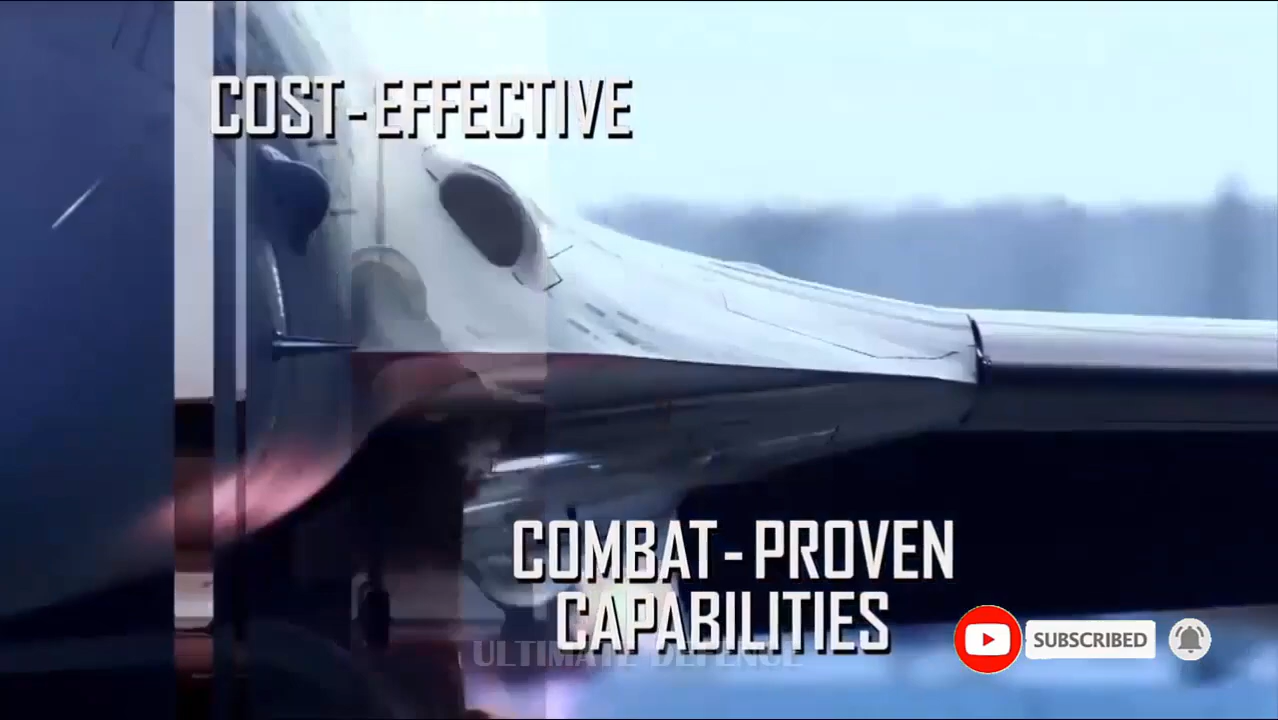 COST-EFFECTIVE
COMBAT-PROVEN
CAPABILITIES
ULTIMATE DEFENCE
SUBSCRIBED